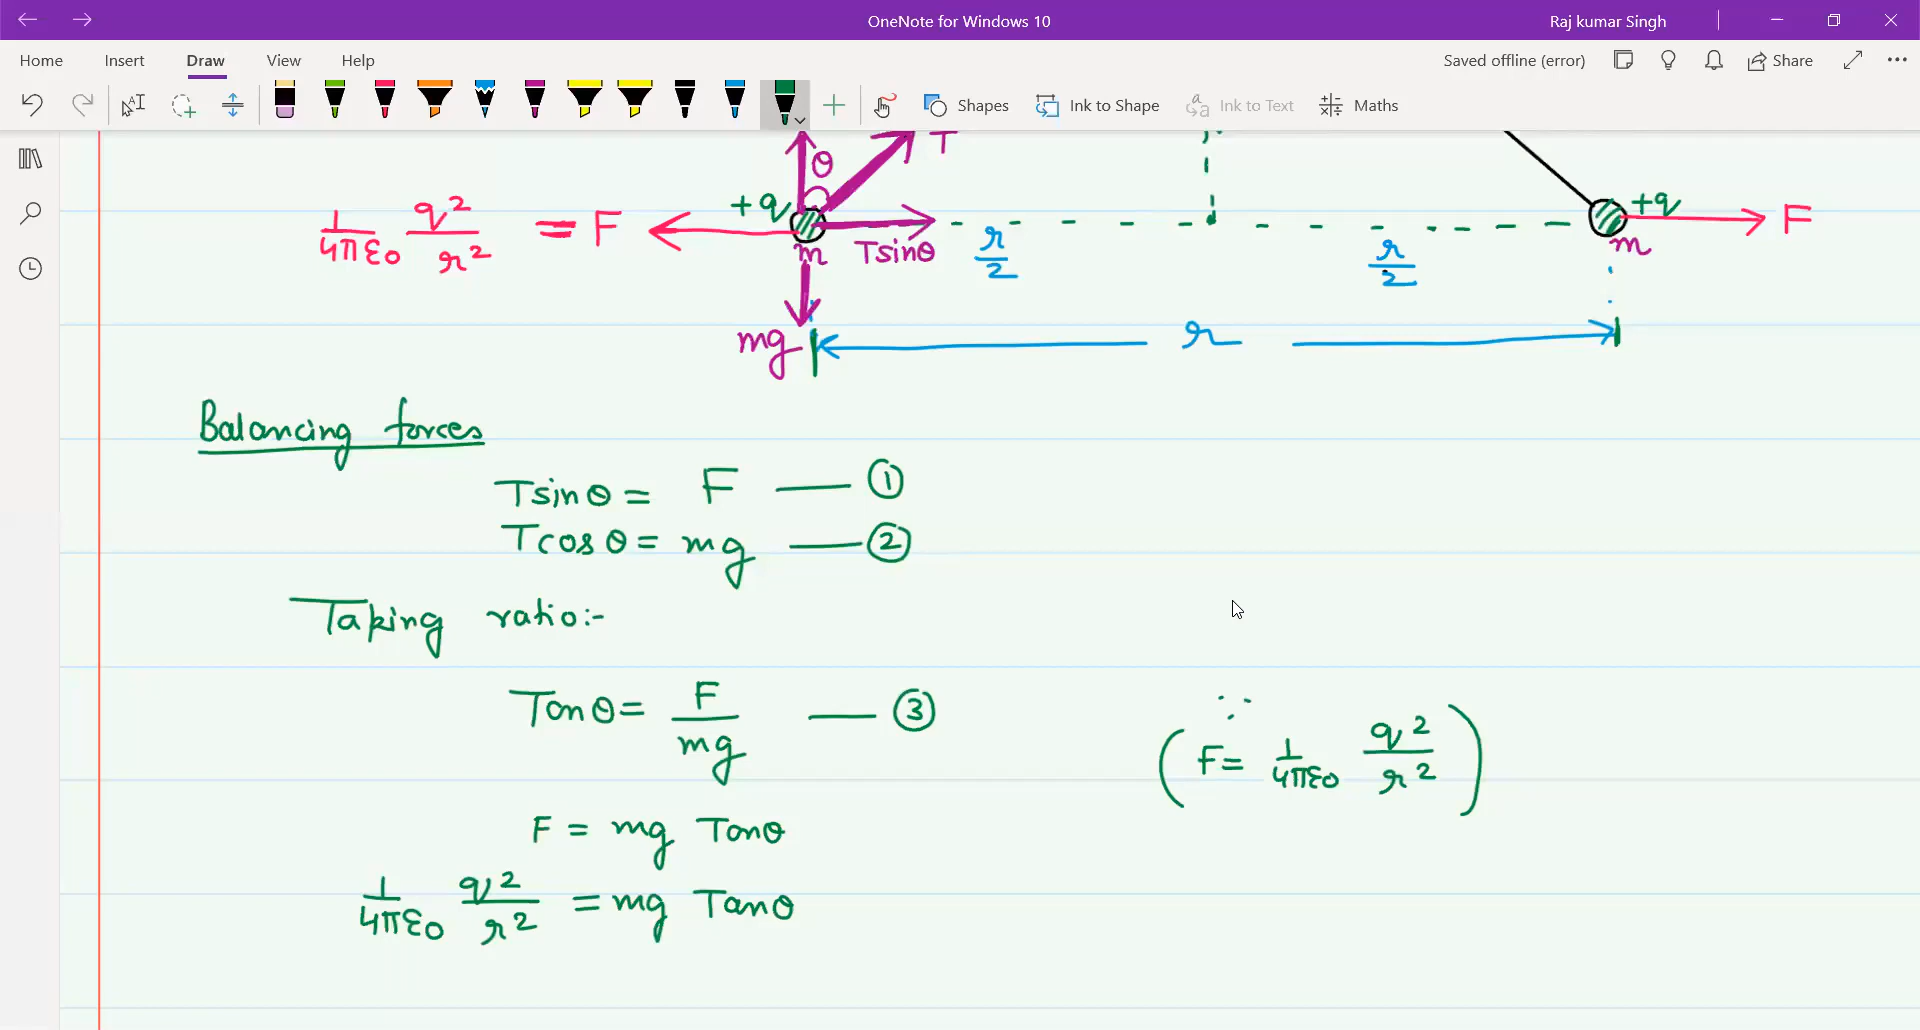 OneNote for Windows 10
Raj kumar Singh
Home Insert Draw View Help
Saved offline (error)
Share
Shapes
Ink to Shape
Ink to Text
Maths
θ
T
+q
+q
1/4πε0 q²/r² = F
F
m
Tsinθ
r/2
r/2
m
mg
r
Balancing forces
Tsinθ = F —— ①
Tcosθ = mg —— ②
Taking ratio:-
Tanθ = F/mg —— ③
∵
(F = 1/4πε0 q²/r²)
F = mg Tanθ
1/4πε0 q²/r² = mg Tanθ